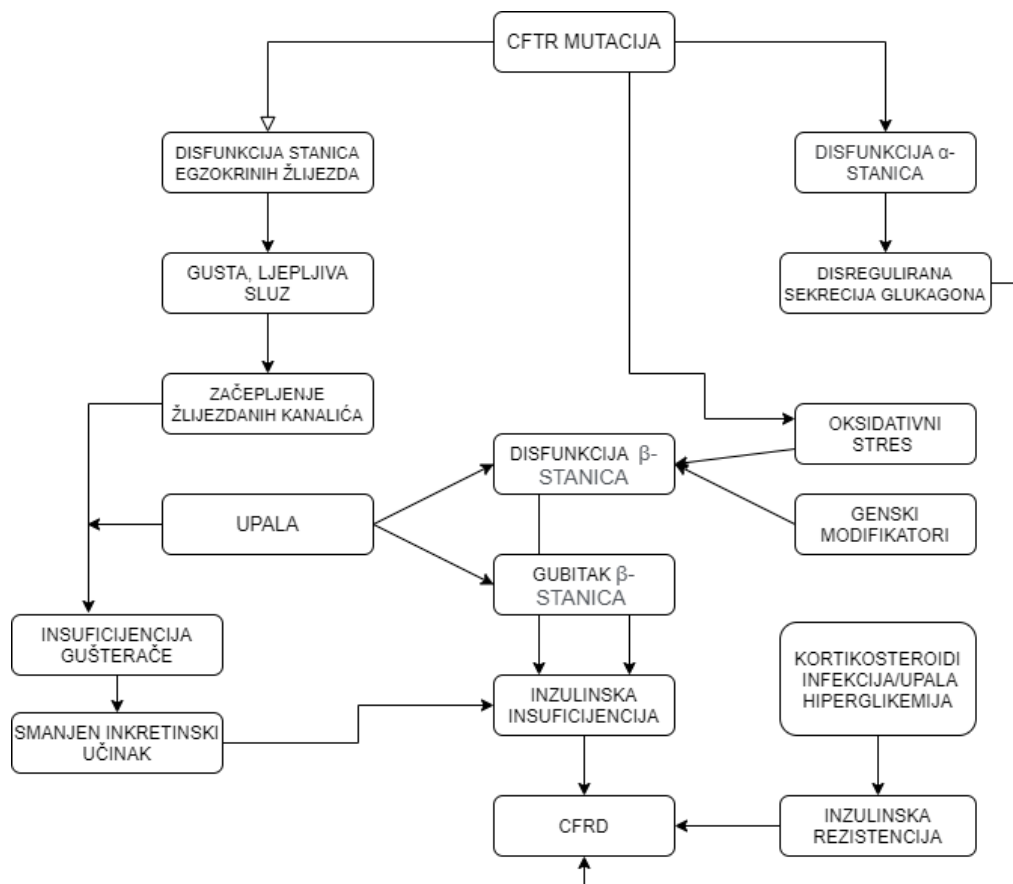 CFTR MUTACIJA
DISFUNKCIJA STANICA
EGZOKRINIH ŽLIJEZDA
DISFUNKCIJA α-
STANICA
GUSTA, LJEPLJIVA
SLUZ
DISREGULIRANA
SEKRECIJA GLUKAGONA
ZAČEPLJENJE
ŽLIJEZDANIH KANALIĆA
OKSIDATIVNI
STRES
DISFUNKCIJA β-
STANICA
UPALA
GENSKI
MODIFIKATORI
GUBITAK β-
STANICA
INSUFICIJENCIJA
GUŠTERAČE
KORTIKOSTEROIDI
INFEKCIJA/UPALA
HIPERGLIKEMIJA
INZULINSKA
INSUFICIJENCIJA
SMANJEN INKRETINSKI
UČINAK
CFRD
INZULINSKA
REZISTENCIJA